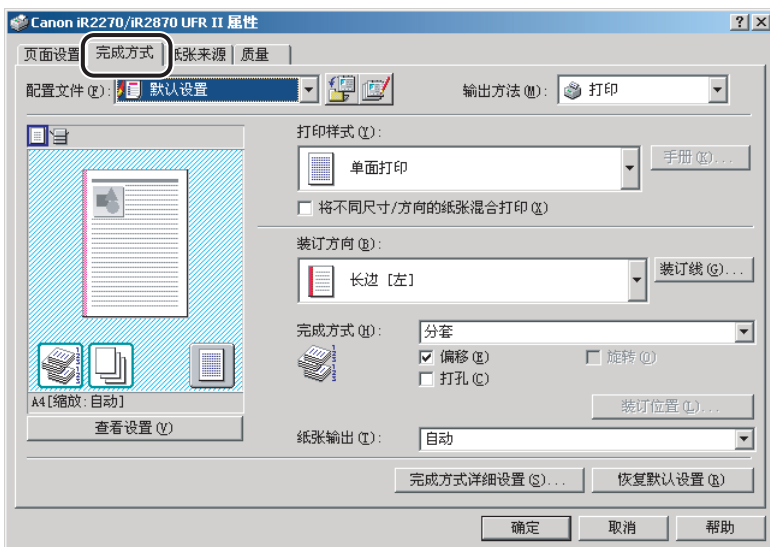 Canon iR2270/iR2870 UFR II 属性
页面设置 完成方式 纸张来源 质量
配置文件(F): 默认设置 输出方法(M): 打印
打印样式(Y):
单面打印 手册(K)...
将不同尺寸/方向的纸张混合打印(X)
装订方向(B):
长边 [左] 装订线(G)...
完成方式(H): 分套
偏移(E) 旋转(O)
打孔(C)
A4[缩放:自动] 装订位置(L)...
查看设置(V)
纸张输出(T): 自动
完成方式详细设置(S)... 恢复默认设置(R)
确定 取消 帮助